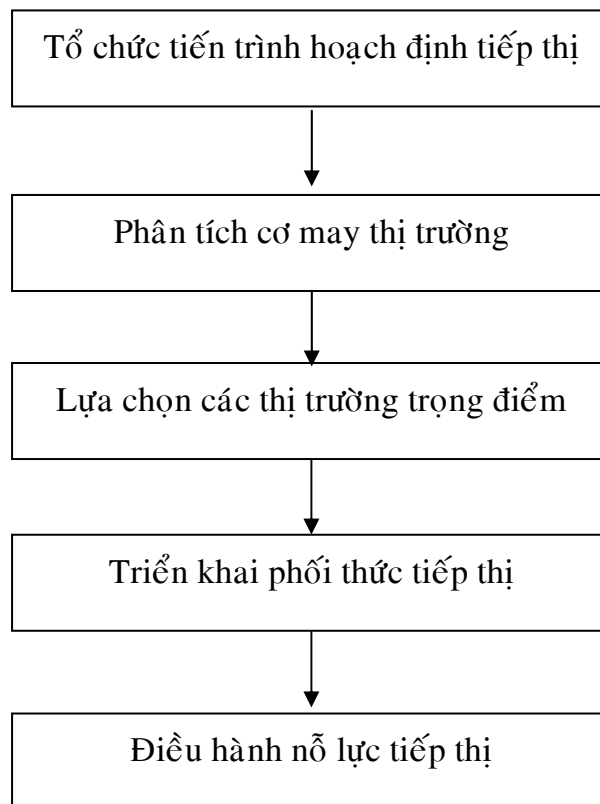 Tổ chức tiến trình hoạch định tiếp thị
Phân tích cơ may thị trường
Lựa chọn các thị trường trọng điểm
Triển khai phối thức tiếp thị
Điều hành nỗ lực tiếp thị